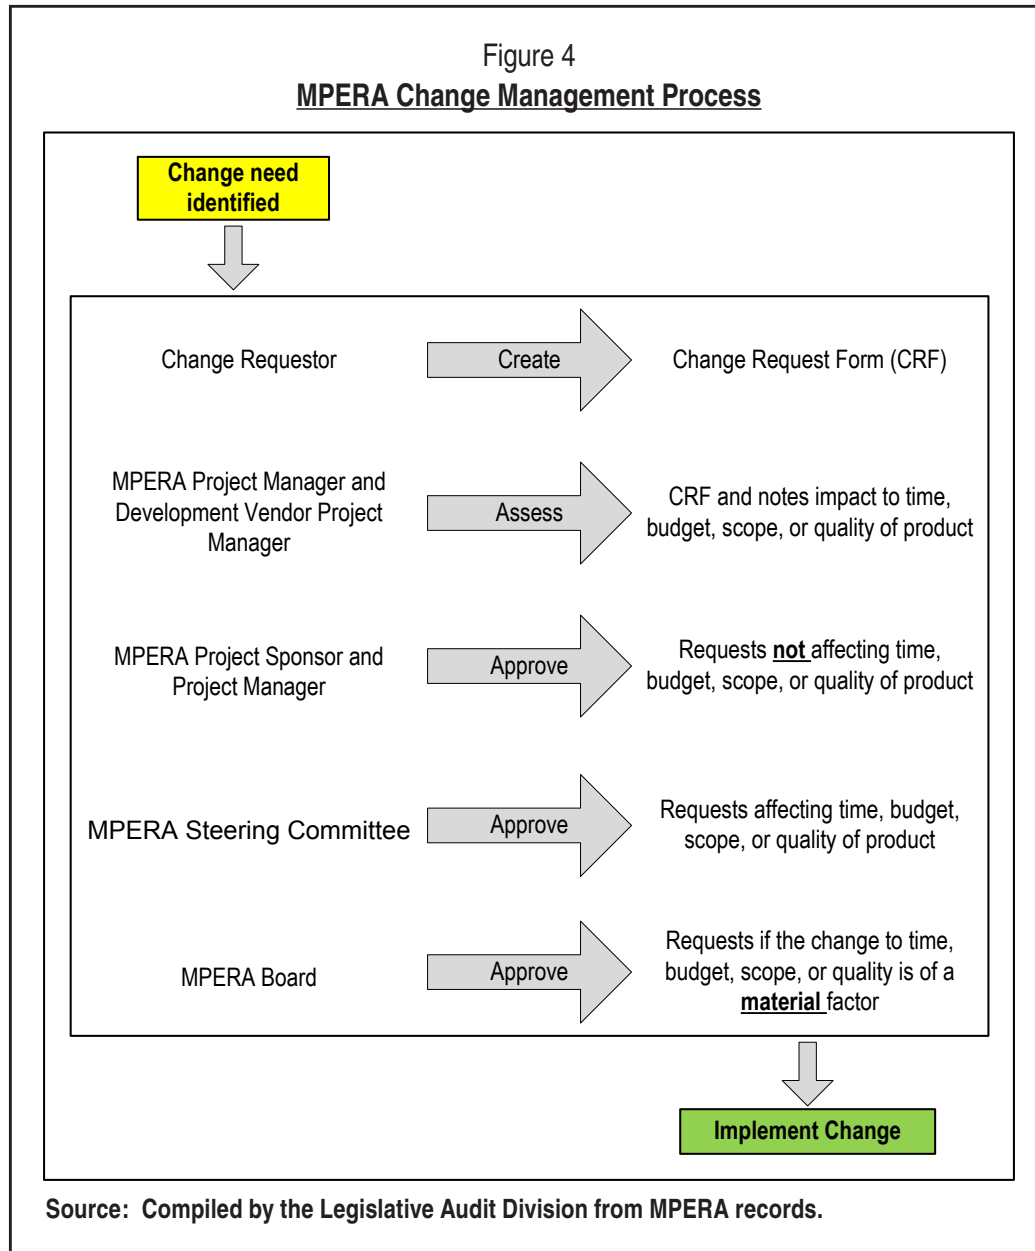 Figure 4
MPERA Change Management Process
Change need
identified
Change Requestor
Create
Change Request Form (CRF)
MPERA Project Manager and
Development Vendor Project
Manager
Assess
CRF and notes impact to time,
budget, scope, or quality of product
MPERA Project Sponsor and
Project Manager
Approve
Requests not affecting time,
budget, scope, or quality of product
MPERA Steering Committee
Approve
Requests affecting time, budget,
scope, or quality of product
MPERA Board
Approve
Requests if the change to time,
budget, scope, or quality is of a
material factor
Implement Change
Source: Compiled by the Legislative Audit Division from MPERA records.